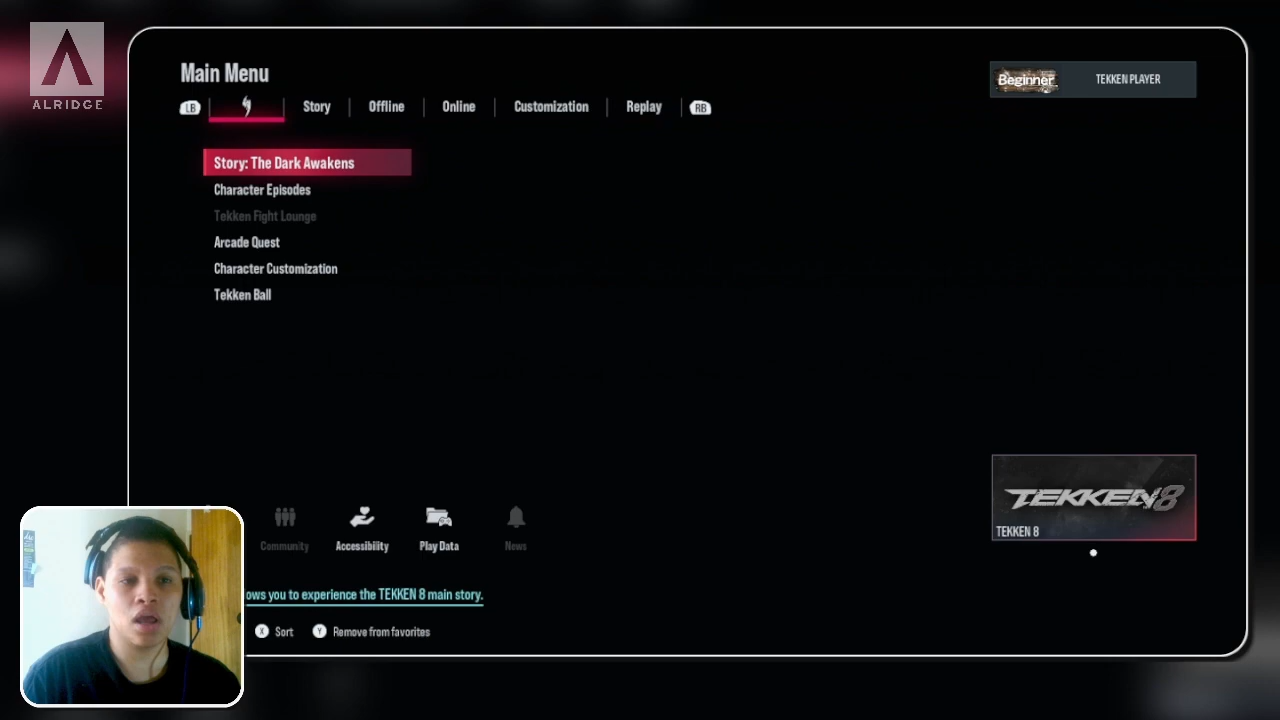 ALRIDGE
Main Menu
Beginner
TEKKEN PLAYER
LB Story Offline Online Customization Replay RB
Story: The Dark Awakens
Character Episodes
Tekken Fight Lounge
Arcade Quest
Character Customization
Tekken Ball
TEKKEN 8
TEKKEN 8
Community Accessibility Play Data News
you to experience the TEKKEN 8 main story.
X Sort Y Remove from favorites